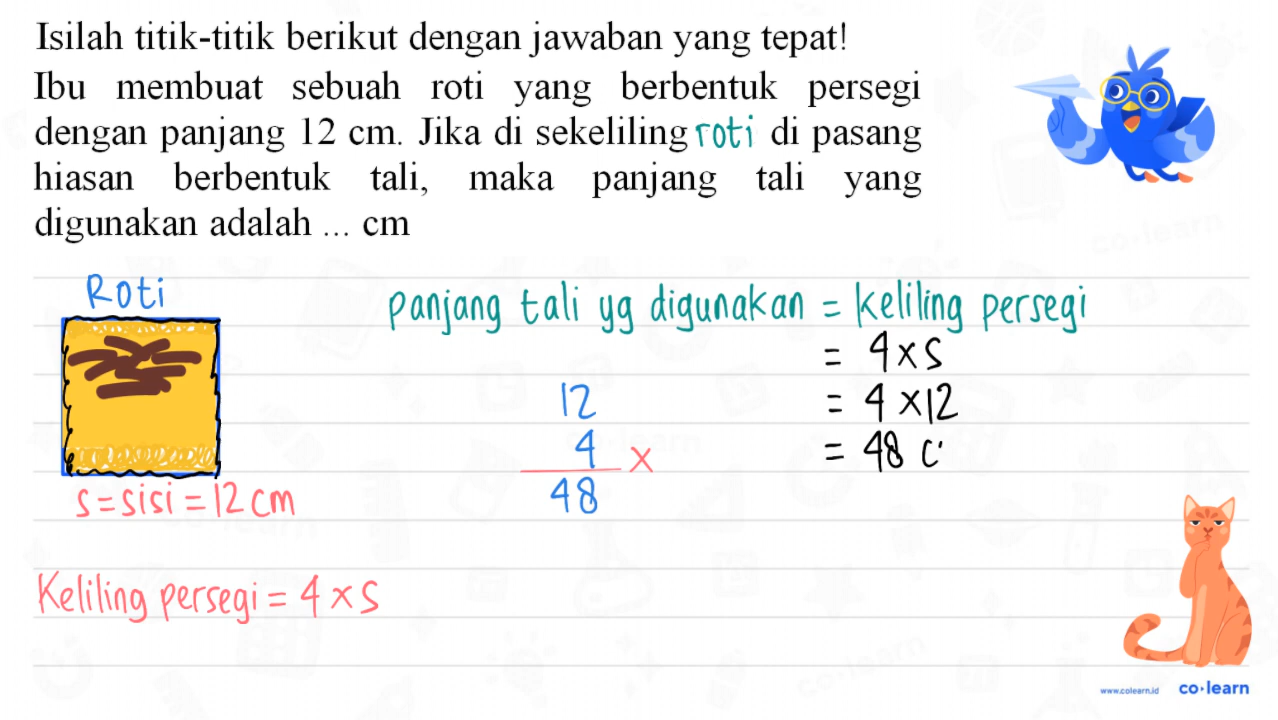 Isilah titik-titik berikut dengan jawaban yang tepat!
Ibu membuat sebuah roti yang berbentuk persegi
dengan panjang 12 cm. Jika di sekeliling roti di pasang
hiasan berbentuk tali, maka panjang tali yang
digunakan adalah ... cm
Roti
s = sisi = 12 cm
Keliling persegi = 4 × s
12
4 ×
48
panjang tali yg digunakan = keliling persegi
= 4 × s
= 4 × 12
= 48 c
www.colearn.id co·learn